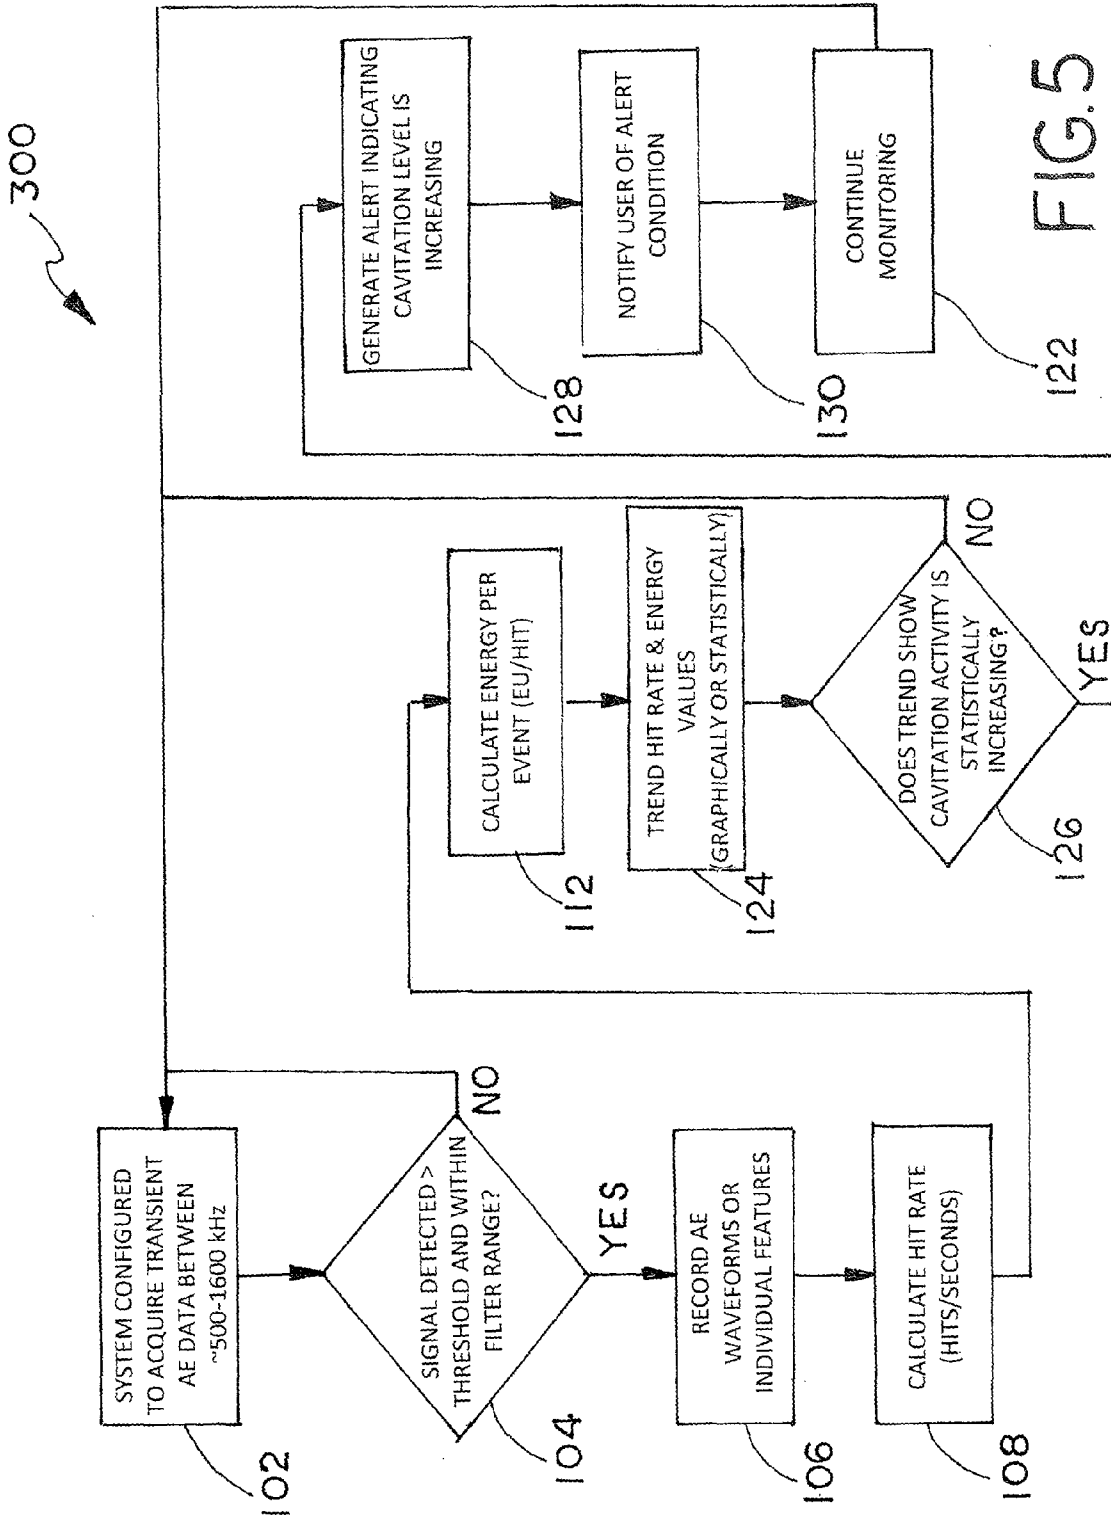 300
SYSTEM CONFIGURED
TO ACQUIRE TRANSIENT
AE DATA BETWEEN
~500-1600 kHz
102
SIGNAL DETECTED >
THRESHOLD AND WITHIN
FILTER RANGE?
104
NO
YES
RECORD AE
WAVEFORMS OR
INDIVIDUAL FEATURES
106
CALCULATE HIT RATE
(HITS/SECONDS)
108
CALCULATE ENERGY PER
EVENT (EU/HIT)
112
TREND HIT RATE & ENERGY
VALUES
(GRAPHICALLY OR STATISTICALLY)
124
DOES TREND SHOW
CAVITATION ACTIVITY IS
STATISTICALLY
INCREASING?
126
NO
YES
GENERATE ALERT INDICATING
CAVITATION LEVEL IS
INCREASING
128
NOTIFY USER OF ALERT
CONDITION
130
CONTINUE
MONITORING
122
FIG.5